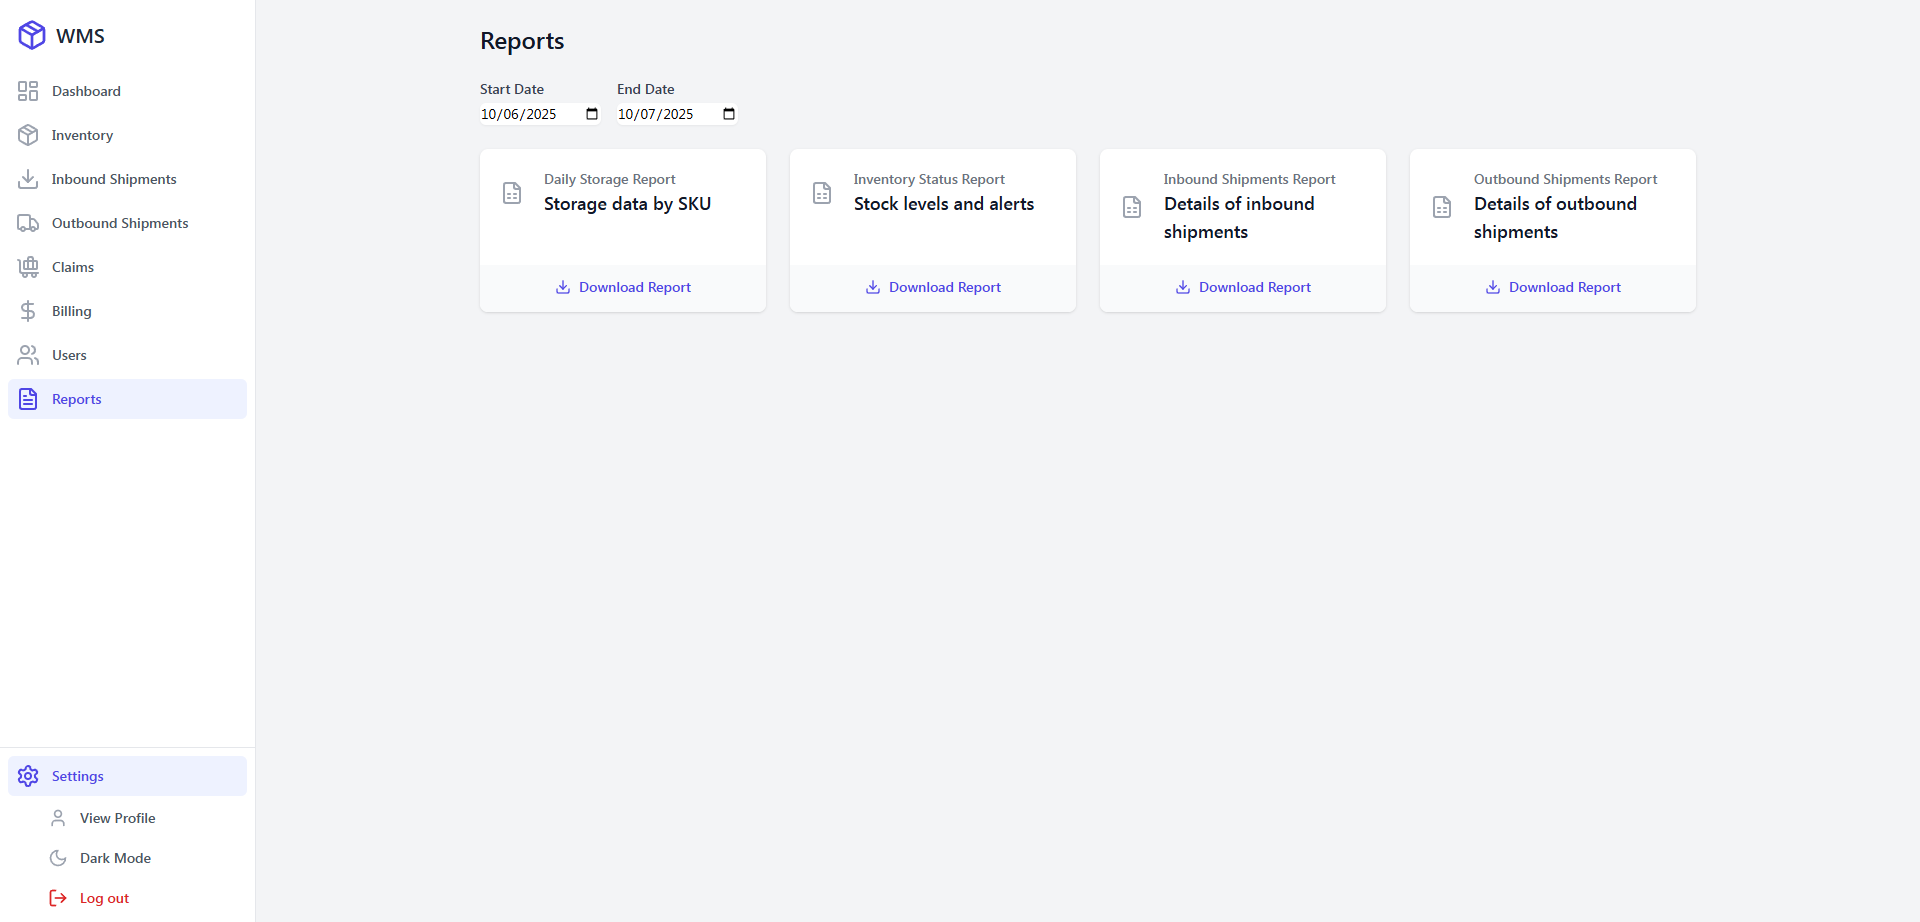 WMS
Dashboard
Inventory
Inbound Shipments
Outbound Shipments
Claims
Billing
Users
Reports
Settings
View Profile
Dark Mode
Log out
Reports
Start Date
10/06/2025
End Date
10/07/2025
Daily Storage Report
Storage data by SKU
Download Report
Inventory Status Report
Stock levels and alerts
Download Report
Inbound Shipments Report
Details of inbound
shipments
Download Report
Outbound Shipments Report
Details of outbound
shipments
Download Report